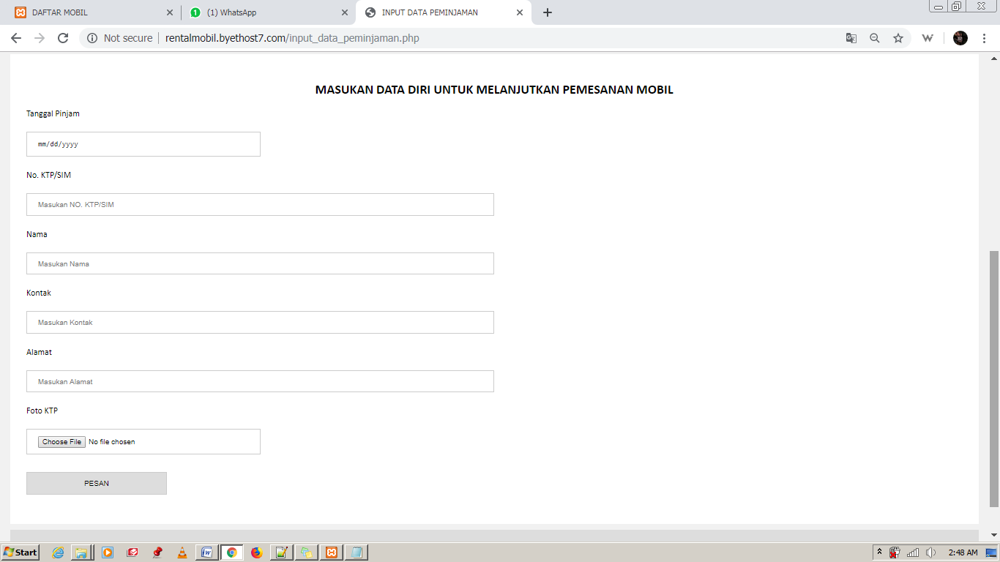 DAFTAR MOBIL
1 (1) WhatsApp
INPUT DATA PEMINJAMAN
Not secure rentalmobil.byethost7.com/input_data_peminjaman.php
MASUKAN DATA DIRI UNTUK MELANJUTKAN PEMESANAN MOBIL
Tanggal Pinjam
mm/dd/yyyy
No. KTP/SIM
Masukan NO. KTP/SIM
Nama
Masukan Nama
Kontak
Masukan Kontak
Alamat
Masukan Alamat
Foto KTP
Choose File No file chosen
PESAN
Start
2:48 AM